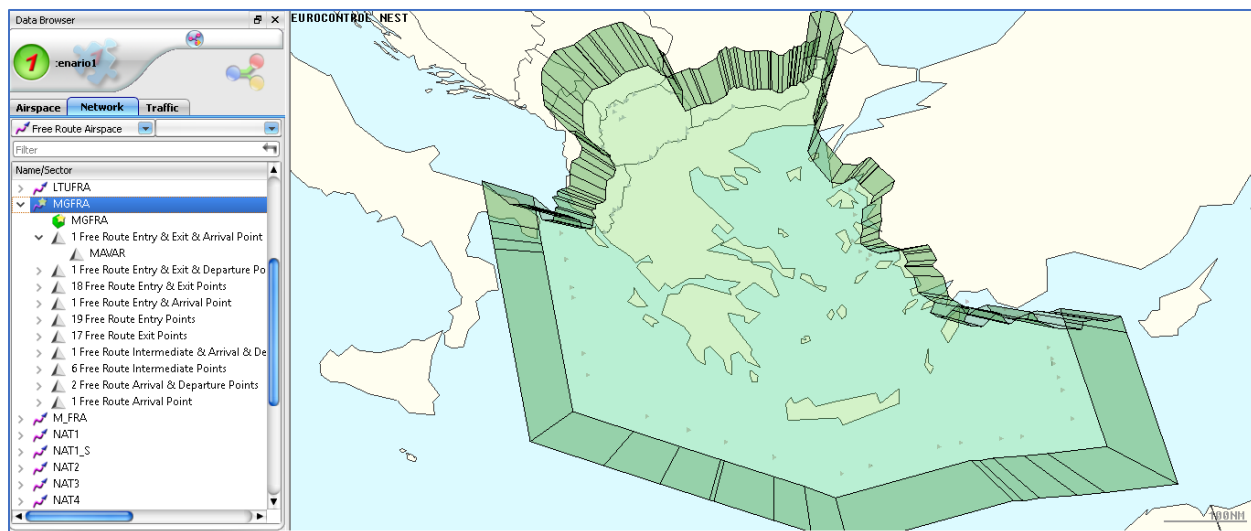 Data Browser
1
:enario1
Airspace Network Traffic
Free Route Airspace
Filter
Name/Sector
LTUFRA
MGFRA
MGFRA
1 Free Route Entry & Exit & Arrival Point
MAVAR
1 Free Route Entry & Exit & Departure Po
18 Free Route Entry & Exit Points
1 Free Route Entry & Arrival Point
19 Free Route Entry Points
17 Free Route Exit Points
1 Free Route Intermediate & Arrival & De
6 Free Route Intermediate Points
2 Free Route Arrival & Departure Points
1 Free Route Arrival Point
M_FRA
NAT1
NAT1_S
NAT2
NAT3
NAT4
EUROCONTROL NEST
100NM